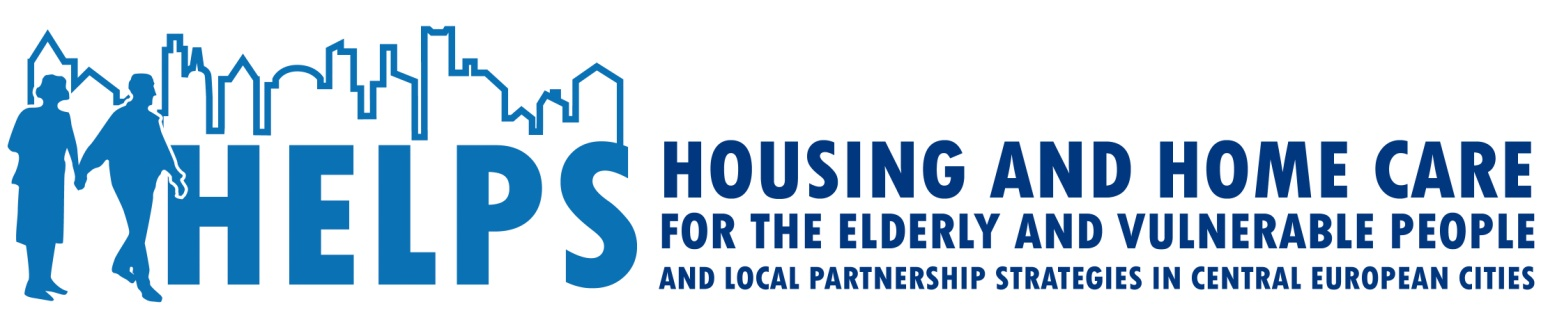 HELPS
HOUSING AND HOME CARE
FOR THE ELDERLY AND VULNERABLE PEOPLE
AND LOCAL PARTNERSHIP STRATEGIES IN CENTRAL EUROPEAN CITIES